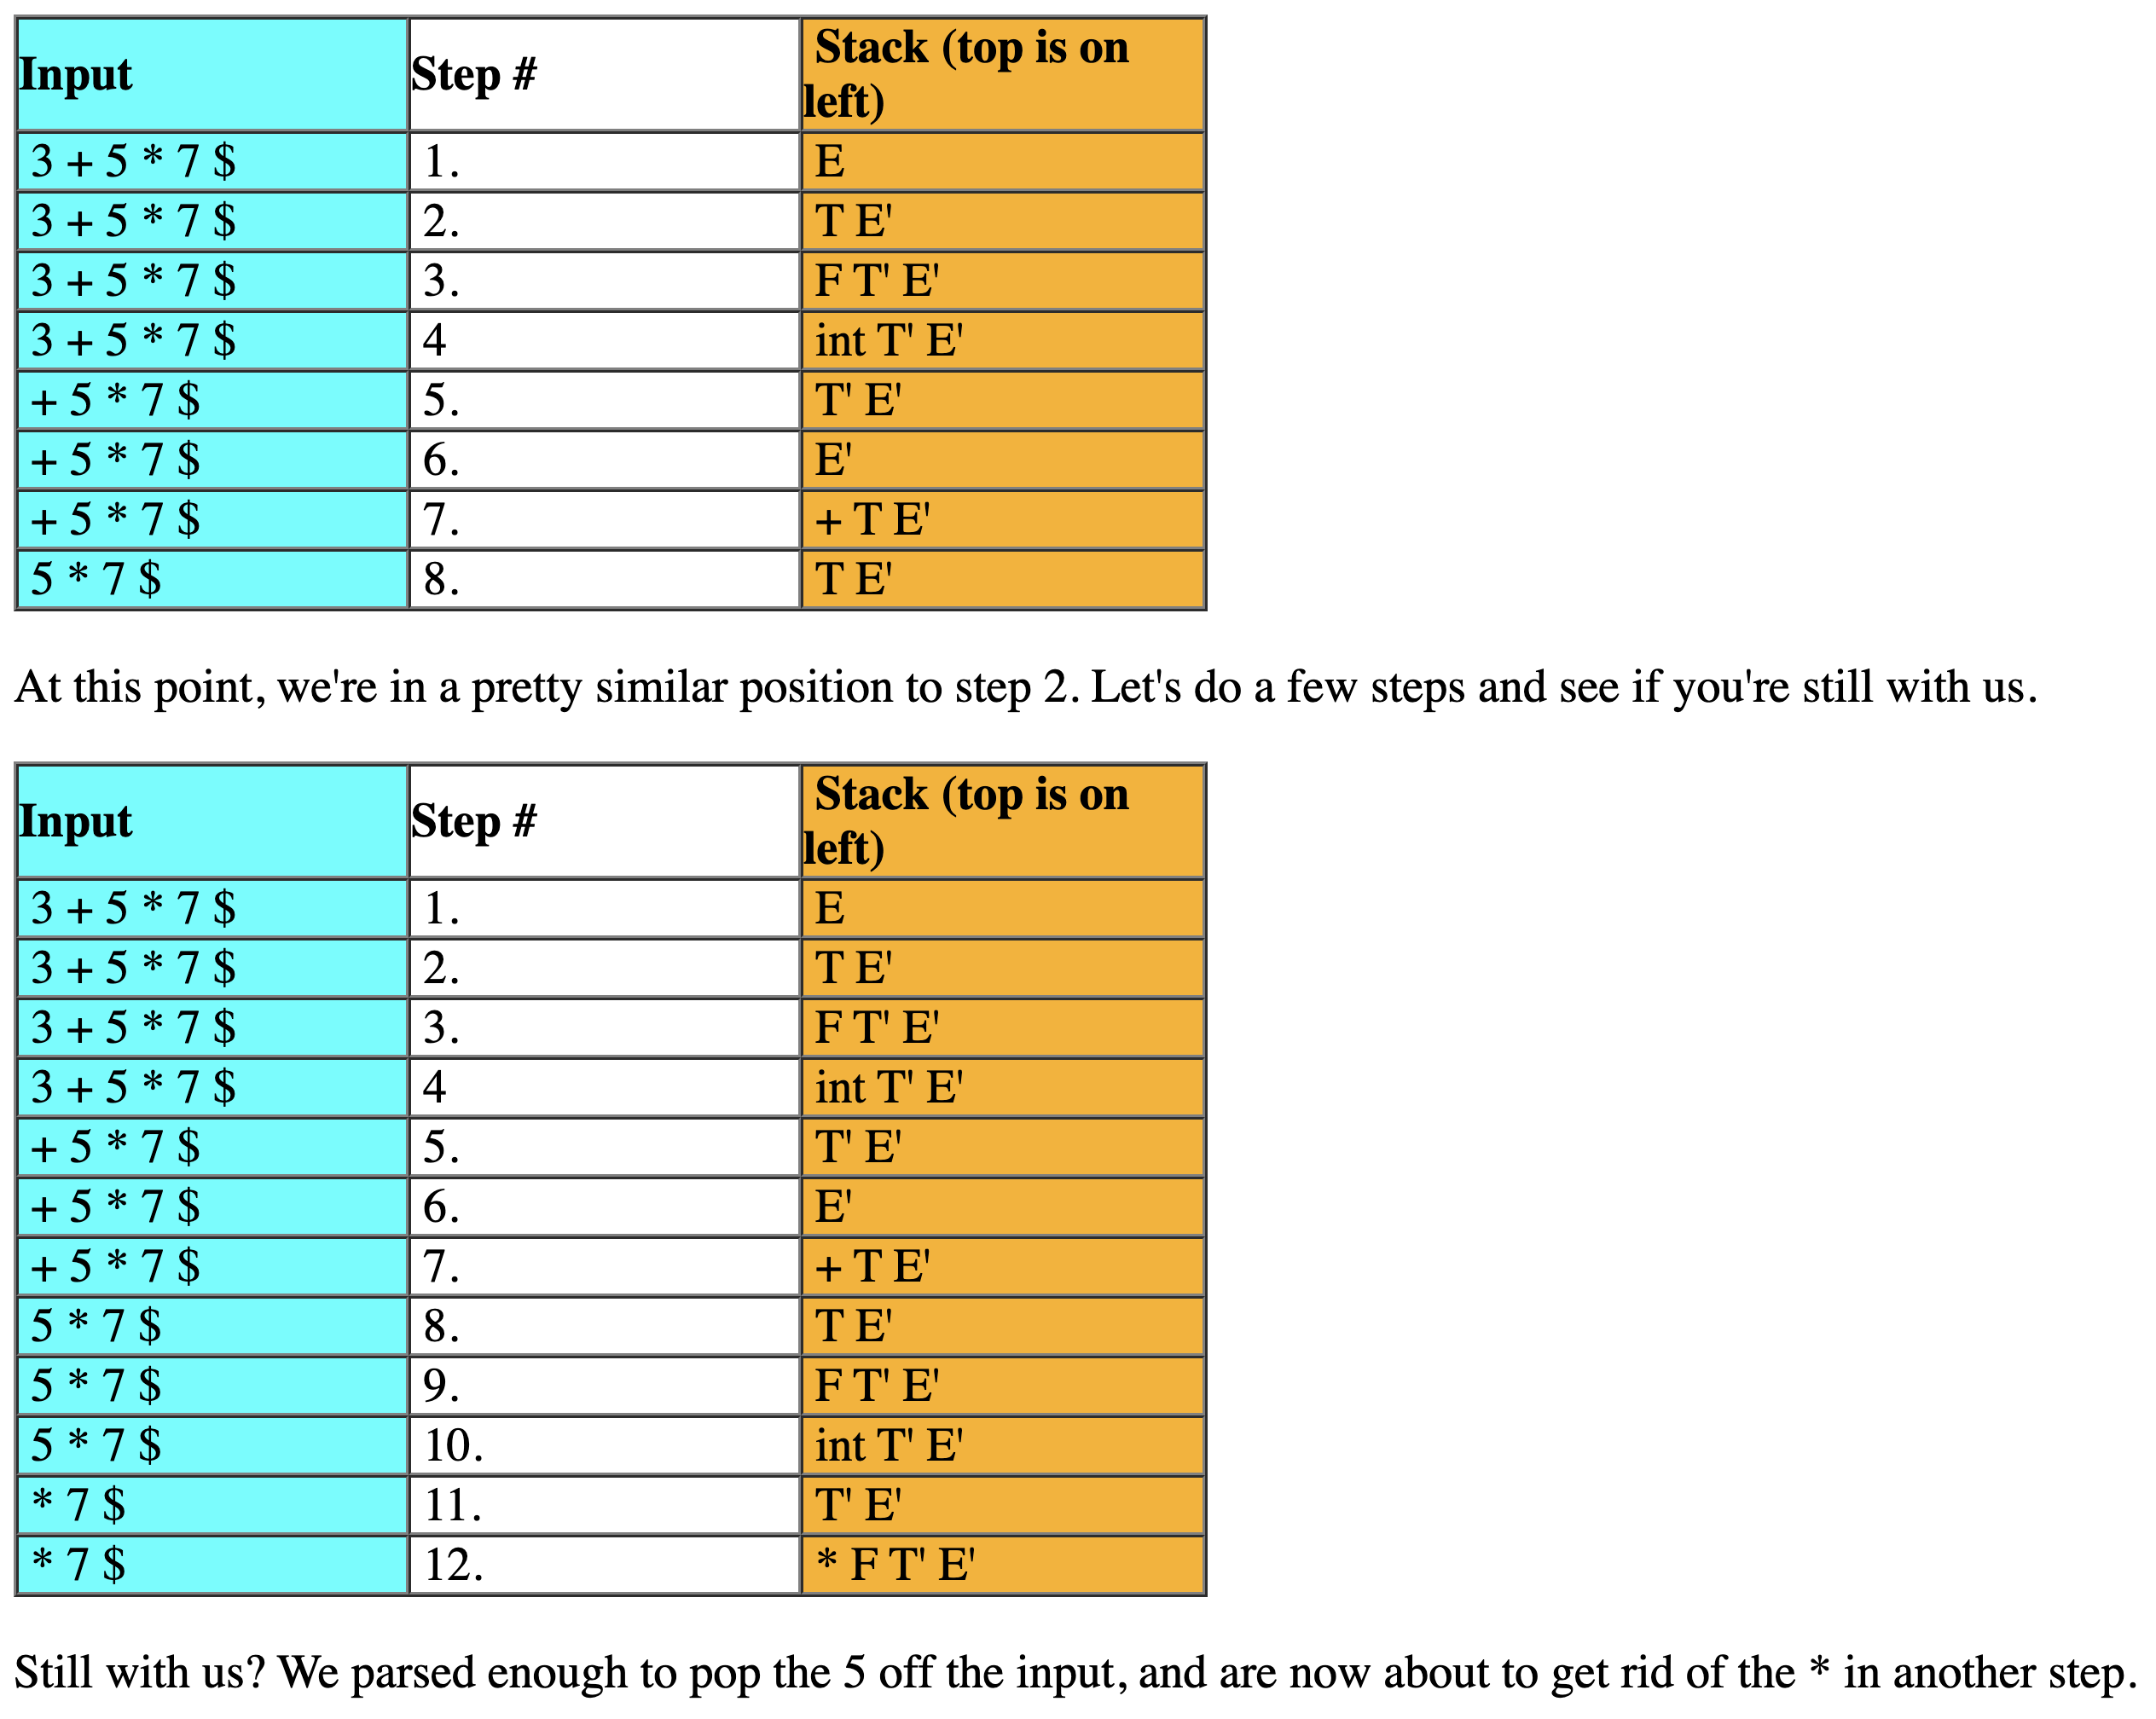 Input Step # Stack (top is on left)
3 + 5 * 7 $ 1. E
3 + 5 * 7 $ 2. T E'
3 + 5 * 7 $ 3. F T' E'
3 + 5 * 7 $ 4 int T' E'
+ 5 * 7 $ 5. T' E'
+ 5 * 7 $ 6. E'
+ 5 * 7 $ 7. + T E'
5 * 7 $ 8. T E'
At this point, we're in a pretty similar position to step 2. Let's do a few steps and see if you're still with us.
Input Step # Stack (top is on left)
3 + 5 * 7 $ 1. E
3 + 5 * 7 $ 2. T E'
3 + 5 * 7 $ 3. F T' E'
3 + 5 * 7 $ 4 int T' E'
+ 5 * 7 $ 5. T' E'
+ 5 * 7 $ 6. E'
+ 5 * 7 $ 7. + T E'
5 * 7 $ 8. T E'
5 * 7 $ 9. F T' E'
5 * 7 $ 10. int T' E'
* 7 $ 11. T' E'
* 7 $ 12. * F T' E'
Still with us? We parsed enough to pop the 5 off the input, and are now about to get rid of the * in another step.